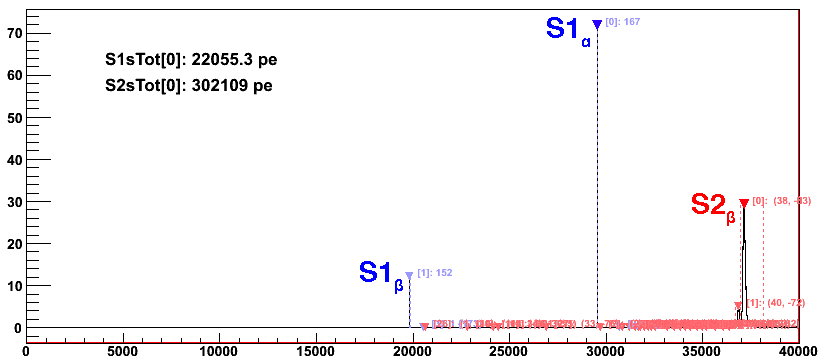 70
60
50
40
30
20
10
0
S1sTot[0]: 22055.3 pe
S2sTot[0]: 302109 pe
S1α
[0]: 167
S2β
[0]: (38, -43)
S1β
[1]: 152
[1]: (40, -72)
0
5000
10000
15000
20000
25000
30000
35000
40000